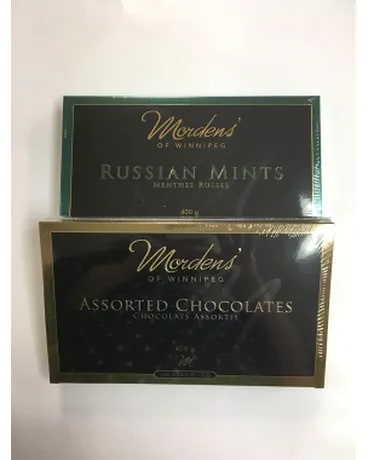 Mordens'
OF WINNIPEG
RUSSIAN MINTS
MENTHES RUSSES
400 g
Mordens'
OF WINNIPEG
ASSORTED CHOCOLATES
CHOCOLATS ASSORTIS
400 g
M